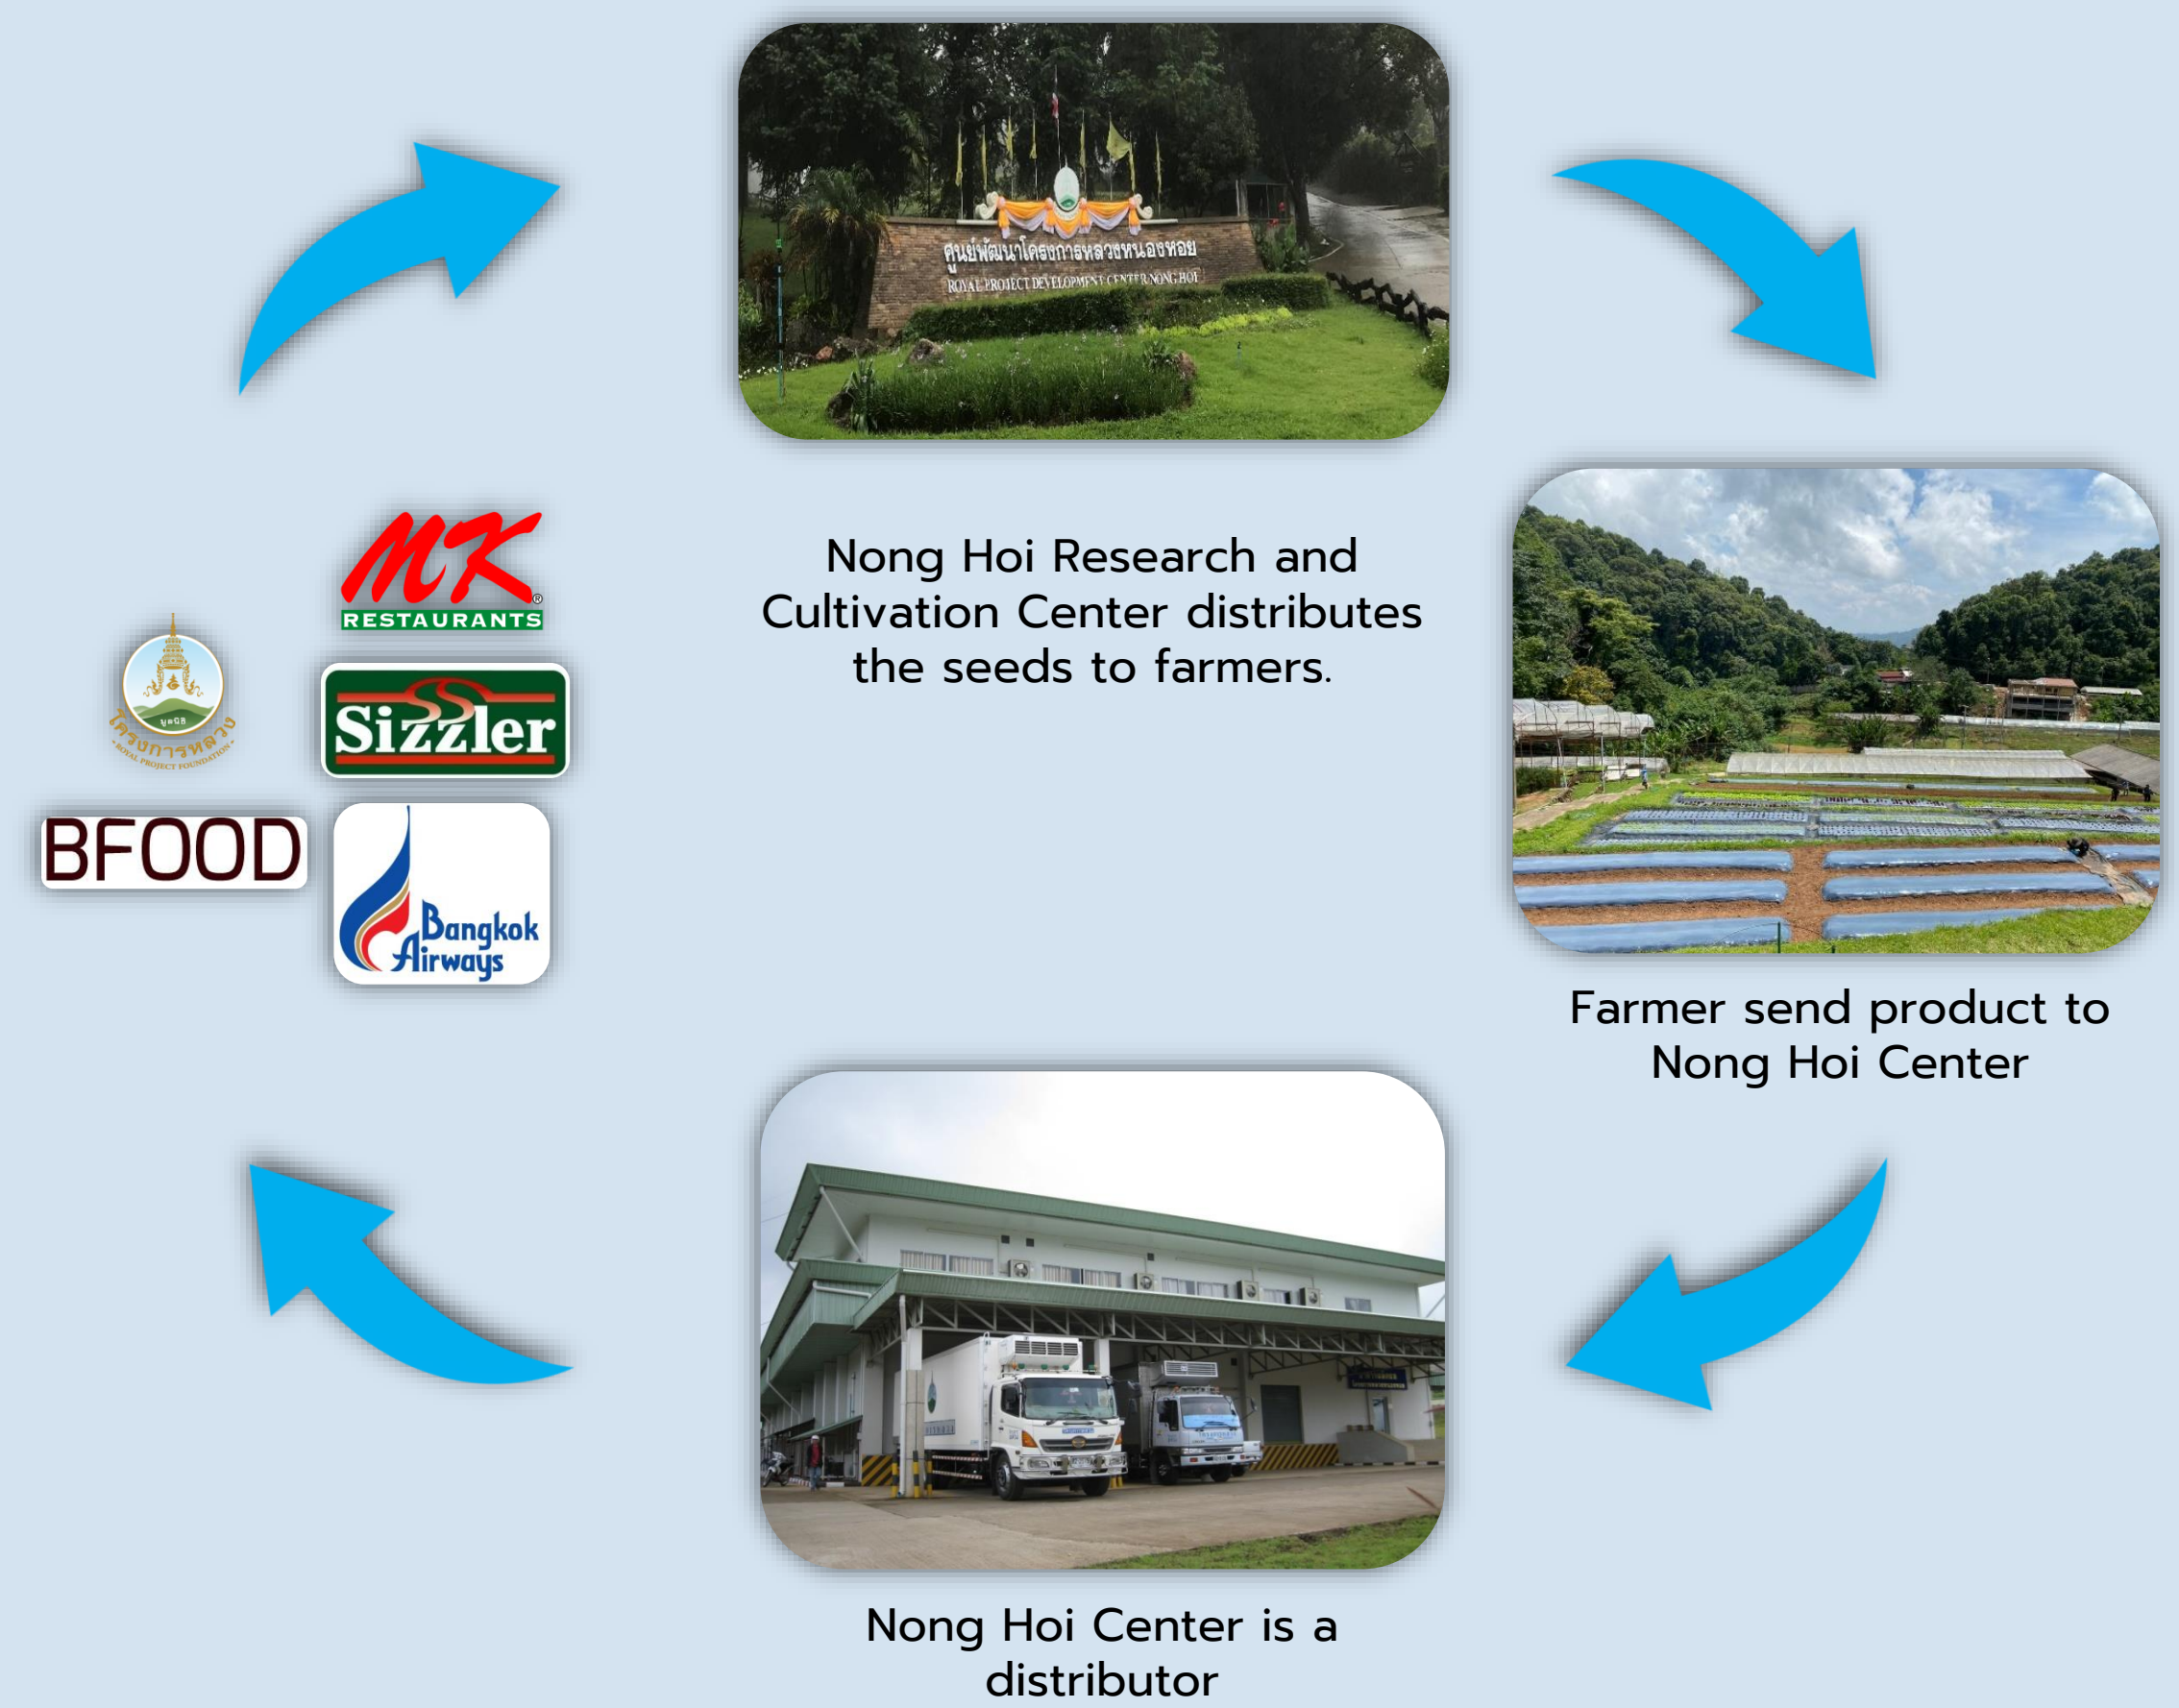 ศูนย์พัฒนาโครงการหลวงหนองหอย
ROYAL PROJECT DEVELOPMENT CENTER NONG HOI
Nong Hoi Research and
Cultivation Center distributes
the seeds to farmers.
Farmer send product to
Nong Hoi Center
Nong Hoi Center is a
distributor
MK
RESTAURANTS
®
มูลนิธิ
โครงการหลวง
ROYAL PROJECT FOUNDATION
Sizzler
BFOOD
Bangkok
Airways